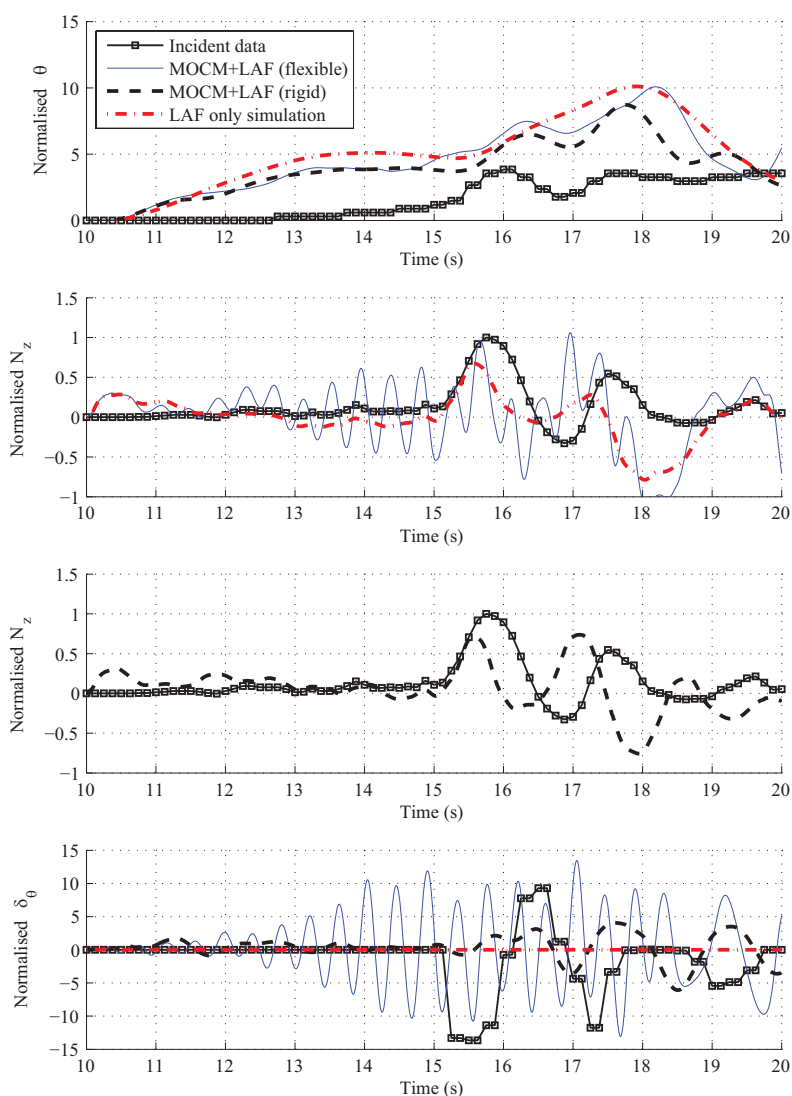 15
10
5
0
Normalised θ
Incident data
MOCM+LAF (flexible)
MOCM+LAF (rigid)
LAF only simulation
10 11 12 13 14 15 16 17 18 19 20
Time (s)
1.5
1
0.5
0
−0.5
−1
Normalised Nz
10 11 12 13 14 15 16 17 18 19 20
Time (s)
1.5
1
0.5
0
−0.5
−1
Normalised Nz
10 11 12 13 14 15 16 17 18 19 20
Time (s)
15
10
5
0
−5
−10
−15
Normalised δθ
10 11 12 13 14 15 16 17 18 19 20
Time (s)